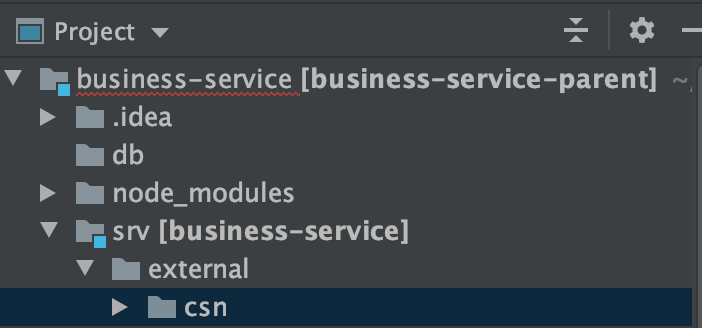 Project
business-service [business-service-parent] ~/
.idea
db
node_modules
srv [business-service]
external
csn